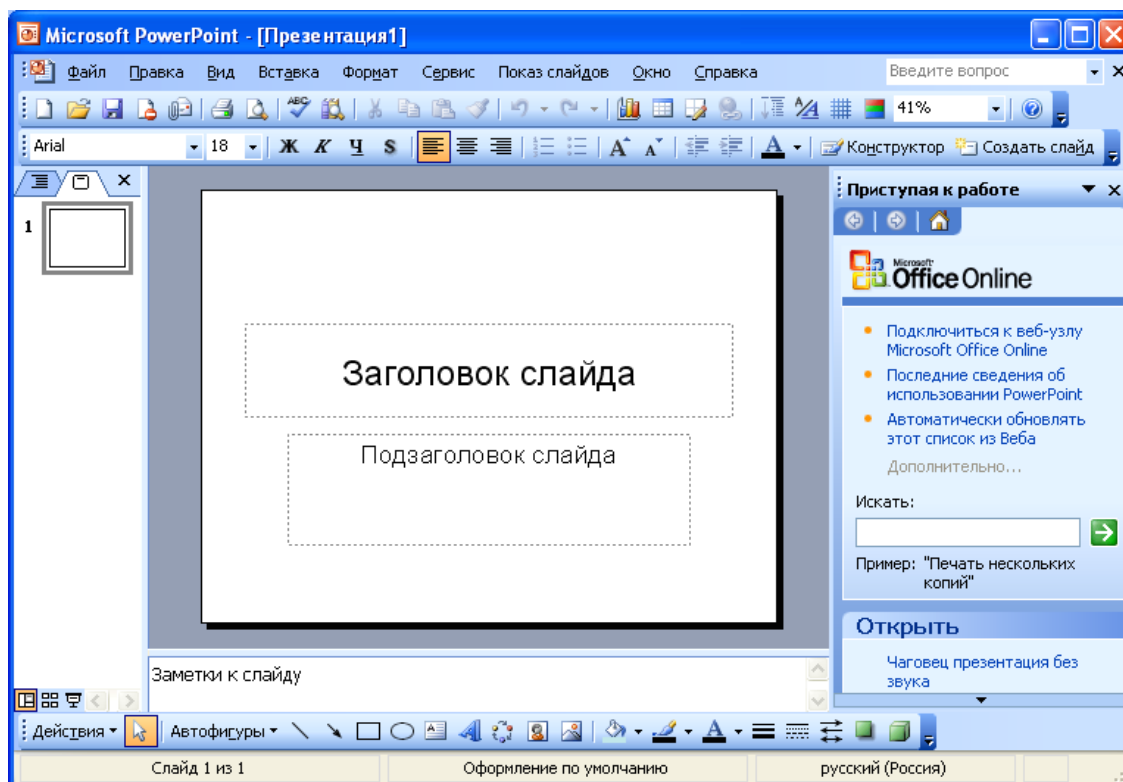 Microsoft PowerPoint - [Презентация1]
Файл Правка Вид Вставка Формат Сервис Показ слайдов Окно Справка Введите вопрос
41%
Arial 18 Ж К Ч S A A A Конструктор Создать слайд
Приступая к работе
1
Microsoft
Office Online
Подключиться к веб-узлу
Microsoft Office Online
Последние сведения об
использовании PowerPoint
Автоматически обновлять
этот список из Веба
Дополнительно...
Искать:
Пример: "Печать нескольких
копий"
Открыть
Чаговец презентация без
звука
Заголовок слайда
Подзаголовок слайда
Заметки к слайду
Действия Автофигуры
Слайд 1 из 1 Оформление по умолчанию русский (Россия)